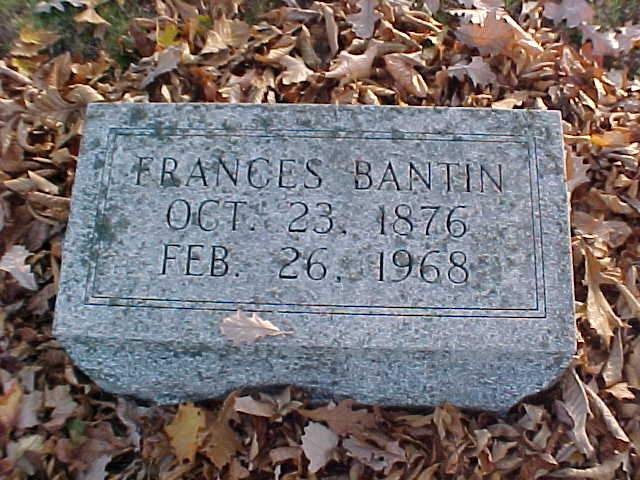 FRANCES BANTIN
OCT. 23, 1876
FEB. 26, 1968